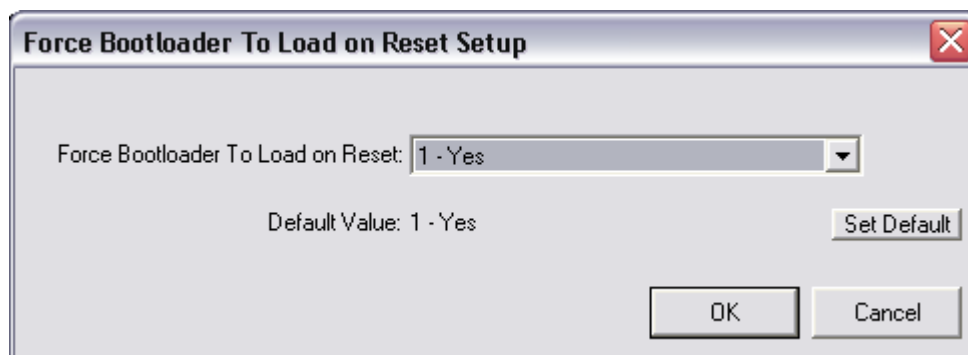 Force Bootloader To Load on Reset Setup
Force Bootloader To Load on Reset: 1 - Yes
Default Value: 1 - Yes
Set Default
OK
Cancel